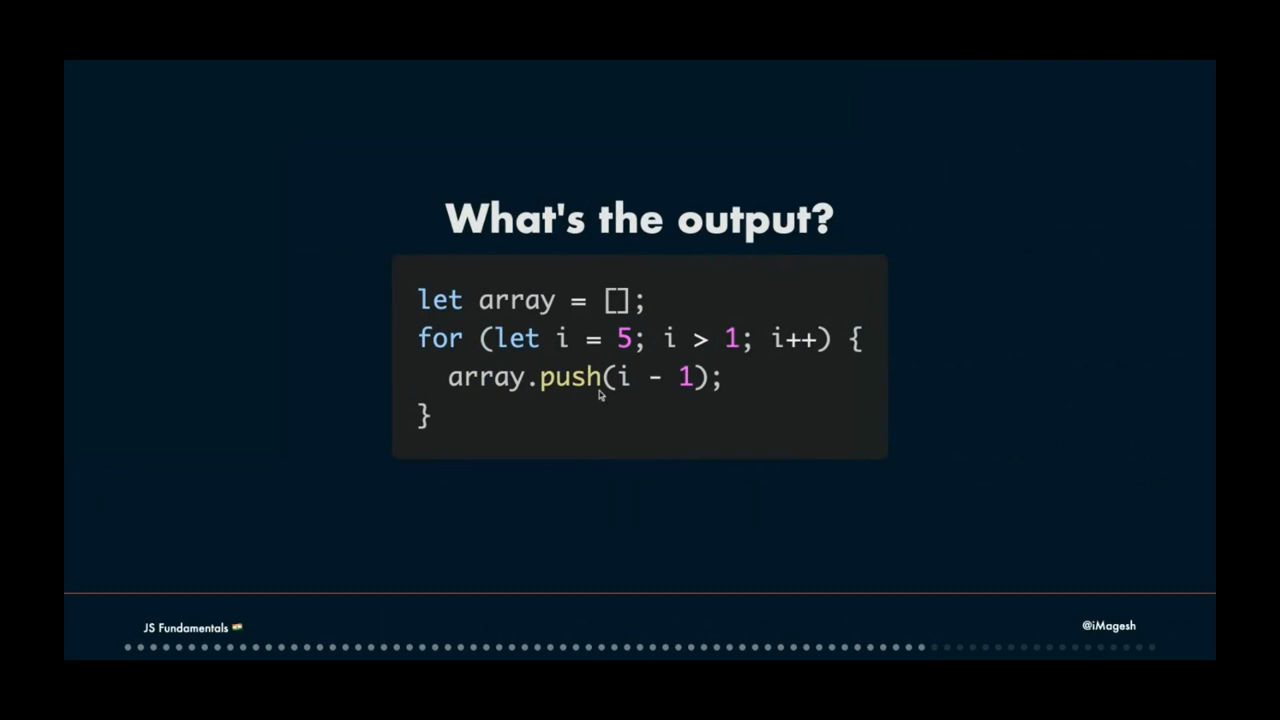 What's the output?
let array = [];
for (let i = 5; i > 1; i++) {
  array.push(i - 1);
}
JS Fundamentals 🇮🇳
@iMagesh